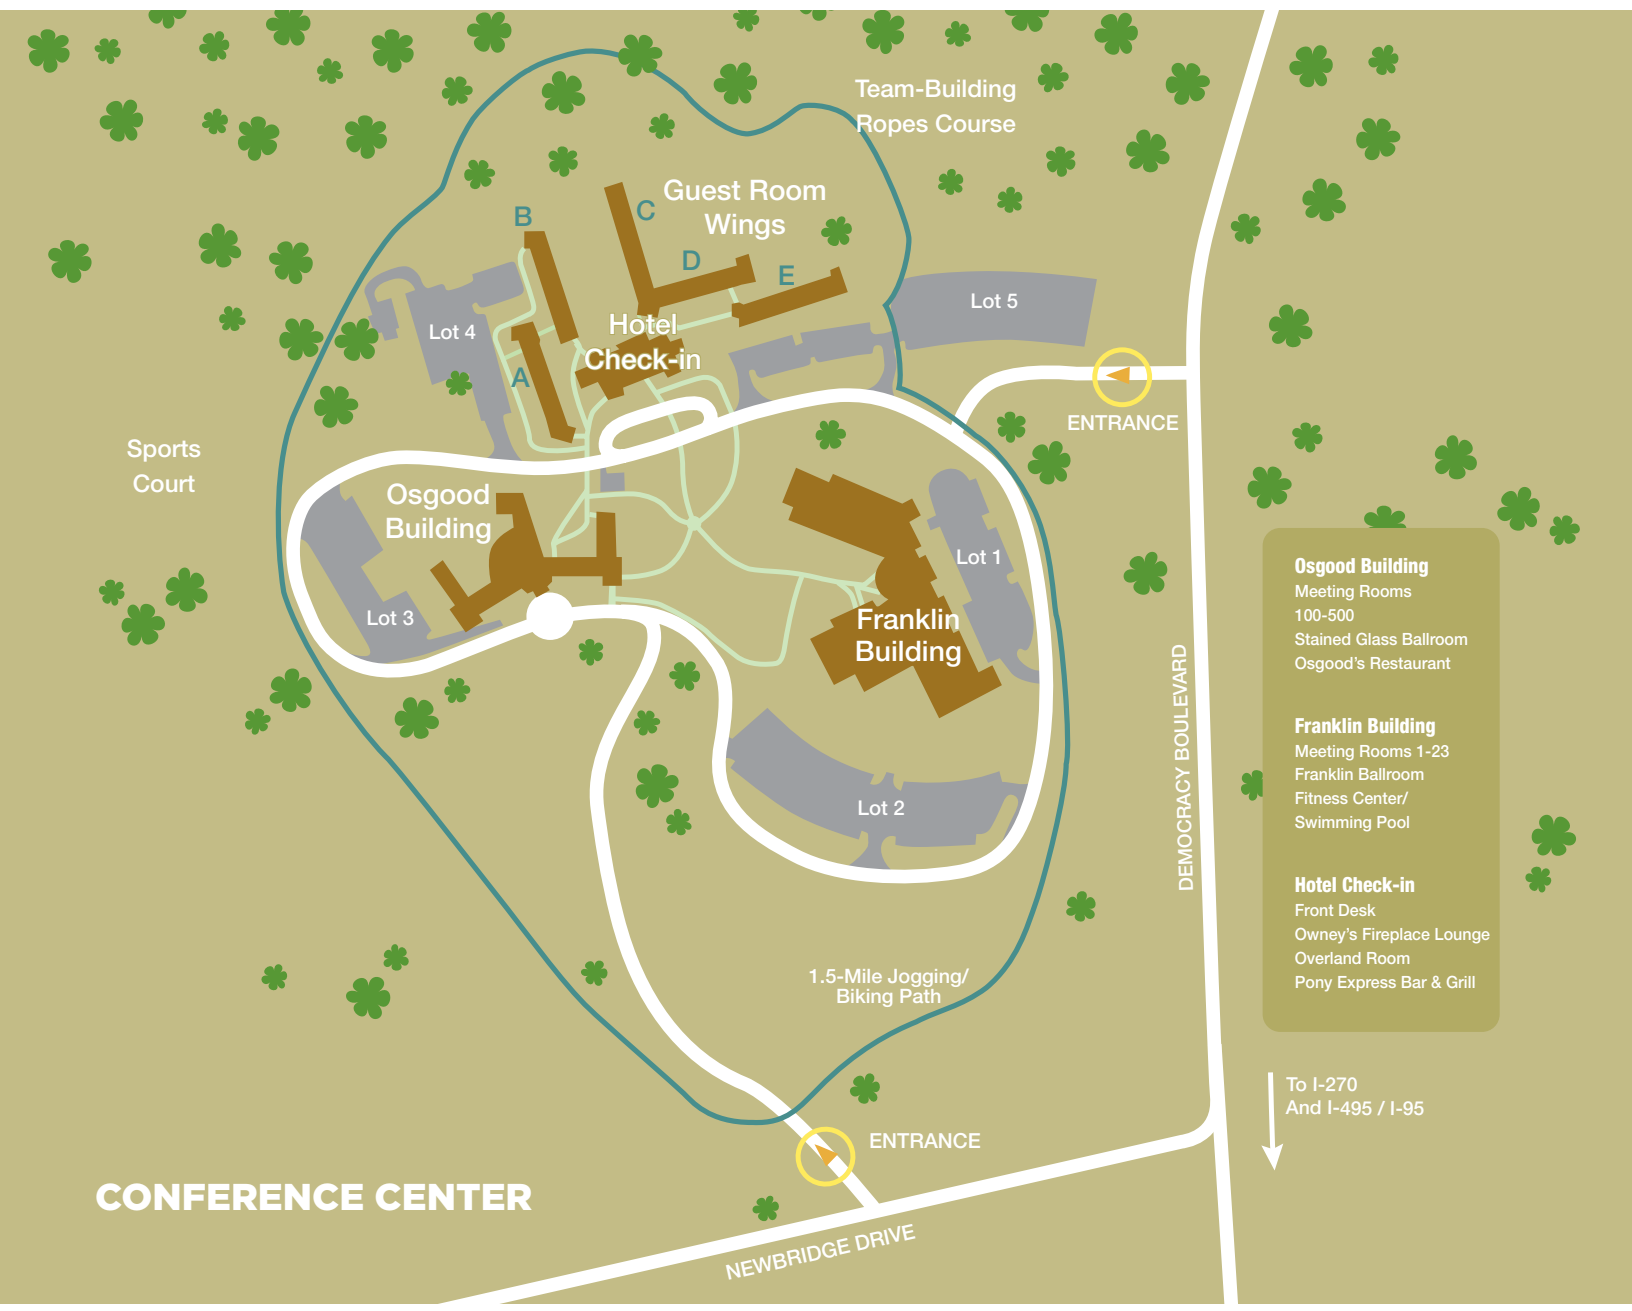 Team-Building
Ropes Course
Guest Room
Wings
B
C
D
E
A
Hotel
Check-in
Lot 4
Lot 5
ENTRANCE
Sports
Court
Osgood
Building
Lot 3
Lot 1
Franklin
Building
Lot 2
DEMOCRACY BOULEVARD
Osgood Building
Meeting Rooms
100-500
Stained Glass Ballroom
Osgood’s Restaurant
Franklin Building
Meeting Rooms 1-23
Franklin Ballroom
Fitness Center/
Swimming Pool
Hotel Check-in
Front Desk
Owney’s Fireplace Lounge
Overland Room
Pony Express Bar & Grill
1.5-Mile Jogging/
Biking Path
To I-270
And I-495 / I-95
ENTRANCE
CONFERENCE CENTER
NEWBRIDGE DRIVE